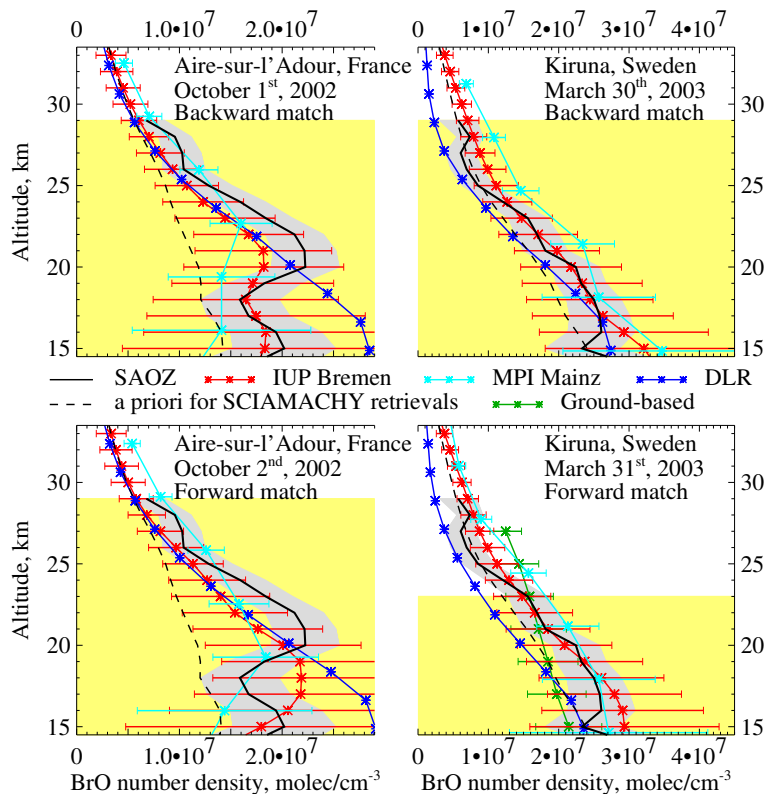 0 1•10⁷ 2•10⁷
0 1•10⁷ 2•10⁷ 3•10⁷ 4•10⁷
Aire-sur-l'Adour, France
October 1st, 2002
Backward match
Kiruna, Sweden
March 30th, 2003
Backward match
Altitude, km
30
25
20
15
SAOZ
IUP Bremen
MPI Mainz
DLR
a priori for SCIAMACHY retrievals
Ground-based
Aire-sur-l'Adour, France
October 2nd, 2002
Forward match
Kiruna, Sweden
March 31st, 2003
Forward match
Altitude, km
30
25
20
15
0 1•10⁷ 2•10⁷
0 1•10⁷ 2•10⁷ 3•10⁷ 4•10⁷
BrO number density, molec/cm⁻³
BrO number density, molec/cm⁻³